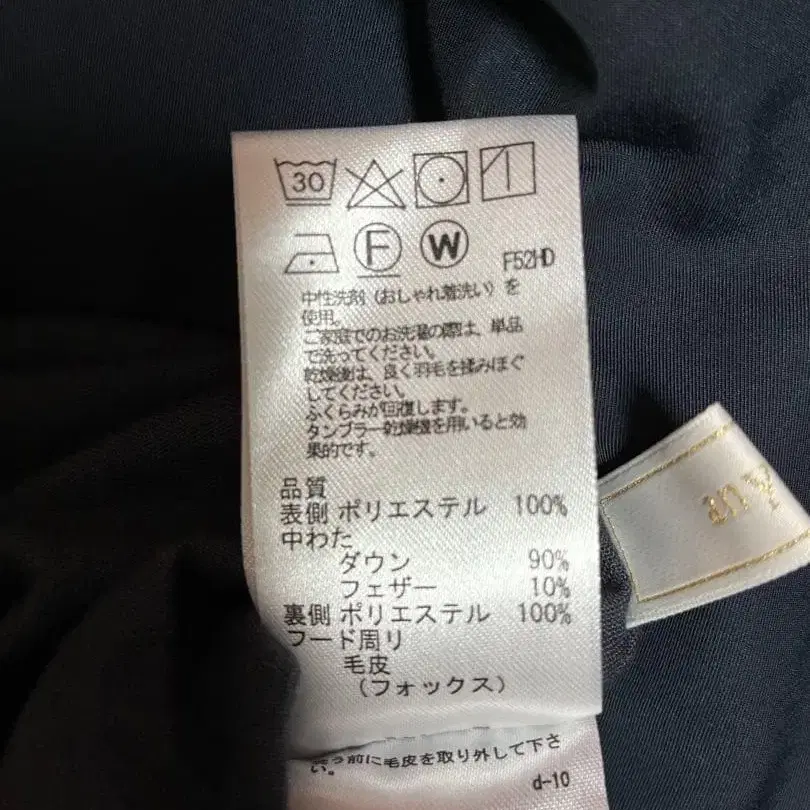 30
F W F52HD
中性洗剤(おしゃれ着洗い)を
使用。
ご家庭でのお洗濯の際は、単品
で洗ってください。
乾燥後は、良く羽毛を揉みほぐ
してください。
ふくらみが回復します。
タンブラー乾燥機を用いると効
果的です。
品質
表側 ポリエステル 100%
中わた
ダウン 90%
フェザー 10%
裏側 ポリエステル 100%
フード周り
毛皮
(フォックス)
前に毛皮を取り外して下さ
い。
d-10